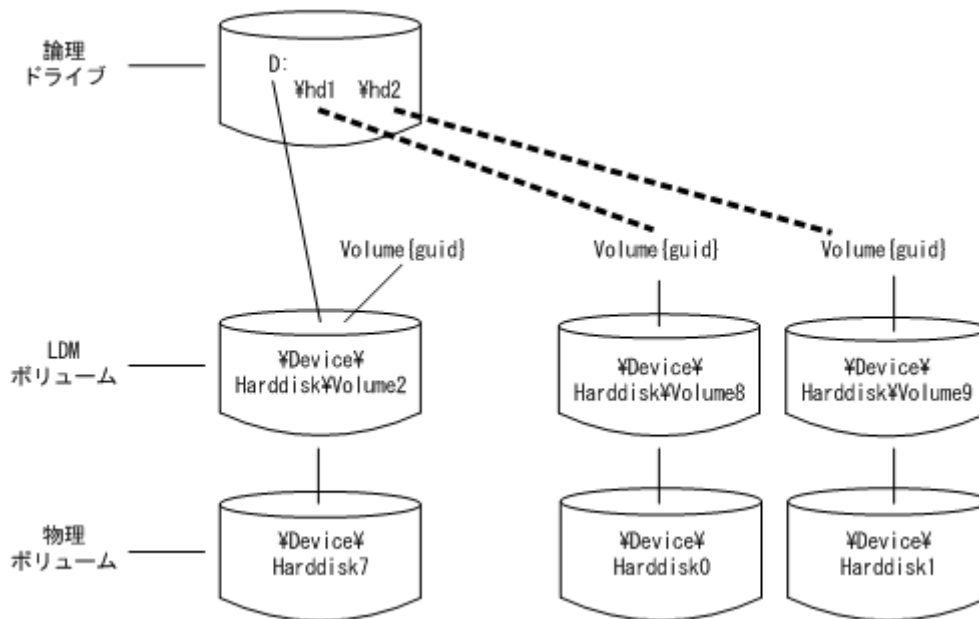 論理
ドライブ
D:
¥hd1 ¥hd2
Volume{guid} Volume{guid} Volume{guid}
LDM
ボリューム
¥Device¥
Harddisk¥Volume2
¥Device¥
Harddisk¥Volume8
¥Device¥
Harddisk¥Volume9
物理
ボリューム
¥Device¥
Harddisk7
¥Device¥
Harddisk0
¥Device¥
Harddisk1